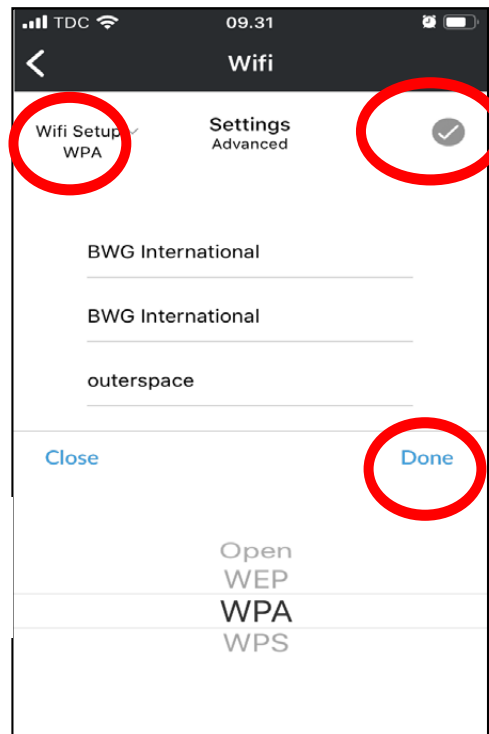 TDC 09.31
Wifi
Wifi Setup
WPA
Settings
Advanced
BWG International
BWG International
outerspace
Close Done
Open
WEP
WPA
WPS